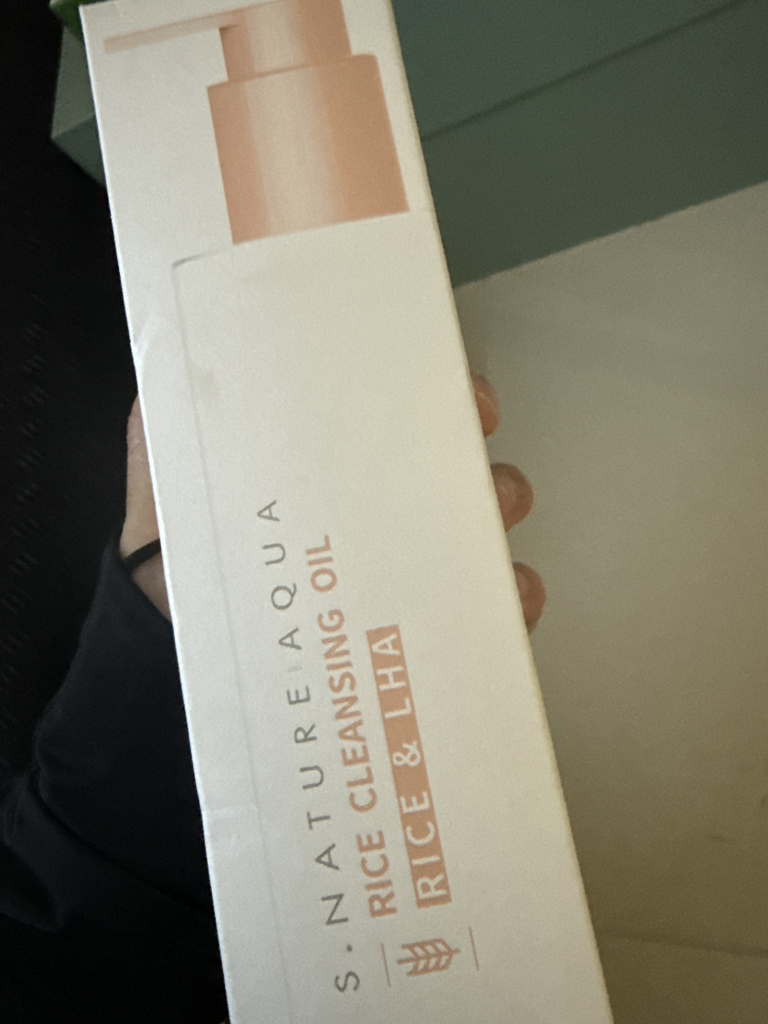 S.NATURE AQUA
RICE CLEANSING OIL
RICE & LHA